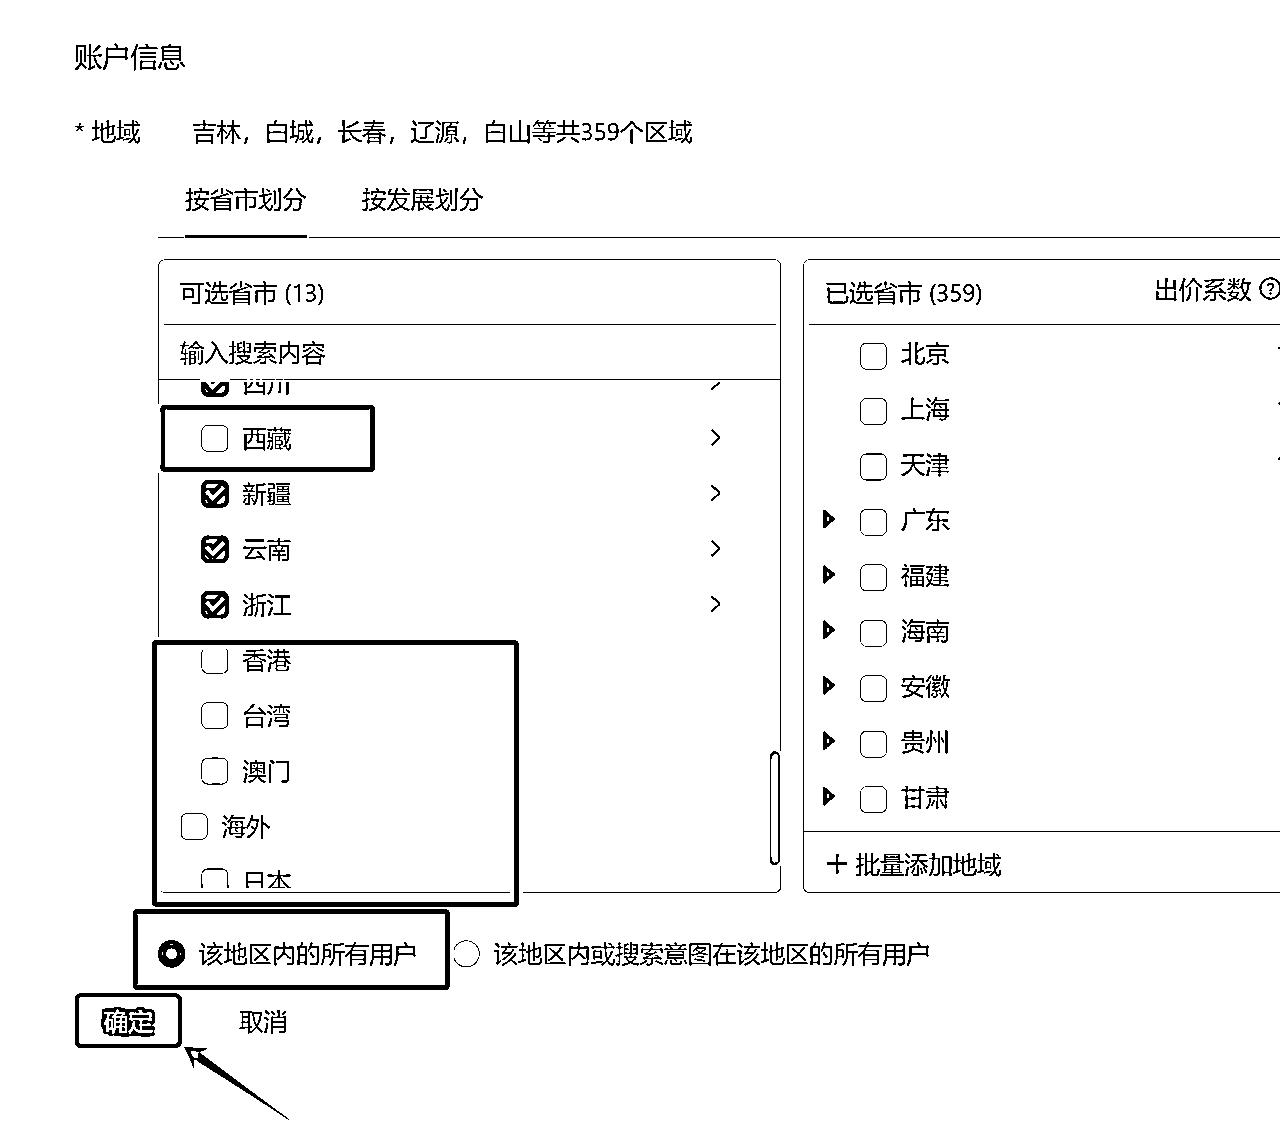 账户信息
* 地域 吉林，白城，长春，辽源，白山等共359个区域
按省市划分 按发展划分
可选省市 (13)
输入搜索内容
四川
西藏
新疆
云南
浙江
香港
台湾
澳门
海外
日本
已选省市 (359) 出价系数 ?
北京
上海
天津
广东
福建
海南
安徽
贵州
甘肃
+ 批量添加地域
该地区内的所有用户 该地区内或搜索意图在该地区的所有用户
确定 取消